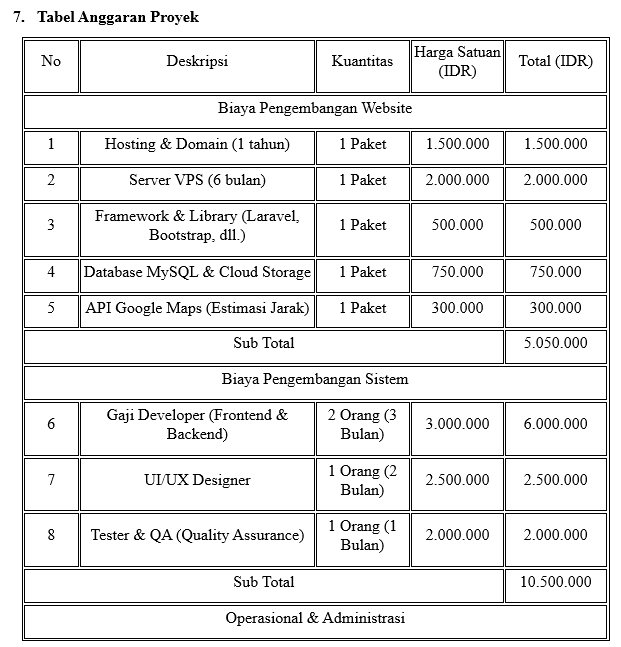 7. Tabel Anggaran Proyek
No Deskripsi Kuantitas Harga Satuan (IDR) Total (IDR)
Biaya Pengembangan Website
1 Hosting & Domain (1 tahun) 1 Paket 1.500.000 1.500.000
2 Server VPS (6 bulan) 1 Paket 2.000.000 2.000.000
3 Framework & Library (Laravel, Bootstrap, dll.) 1 Paket 500.000 500.000
4 Database MySQL & Cloud Storage 1 Paket 750.000 750.000
5 API Google Maps (Estimasi Jarak) 1 Paket 300.000 300.000
Sub Total 5.050.000
Biaya Pengembangan Sistem
6 Gaji Developer (Frontend & Backend) 2 Orang (3 Bulan) 3.000.000 6.000.000
7 UI/UX Designer 1 Orang (2 Bulan) 2.500.000 2.500.000
8 Tester & QA (Quality Assurance) 1 Orang (1 Bulan) 2.000.000 2.000.000
Sub Total 10.500.000
Operasional & Administrasi